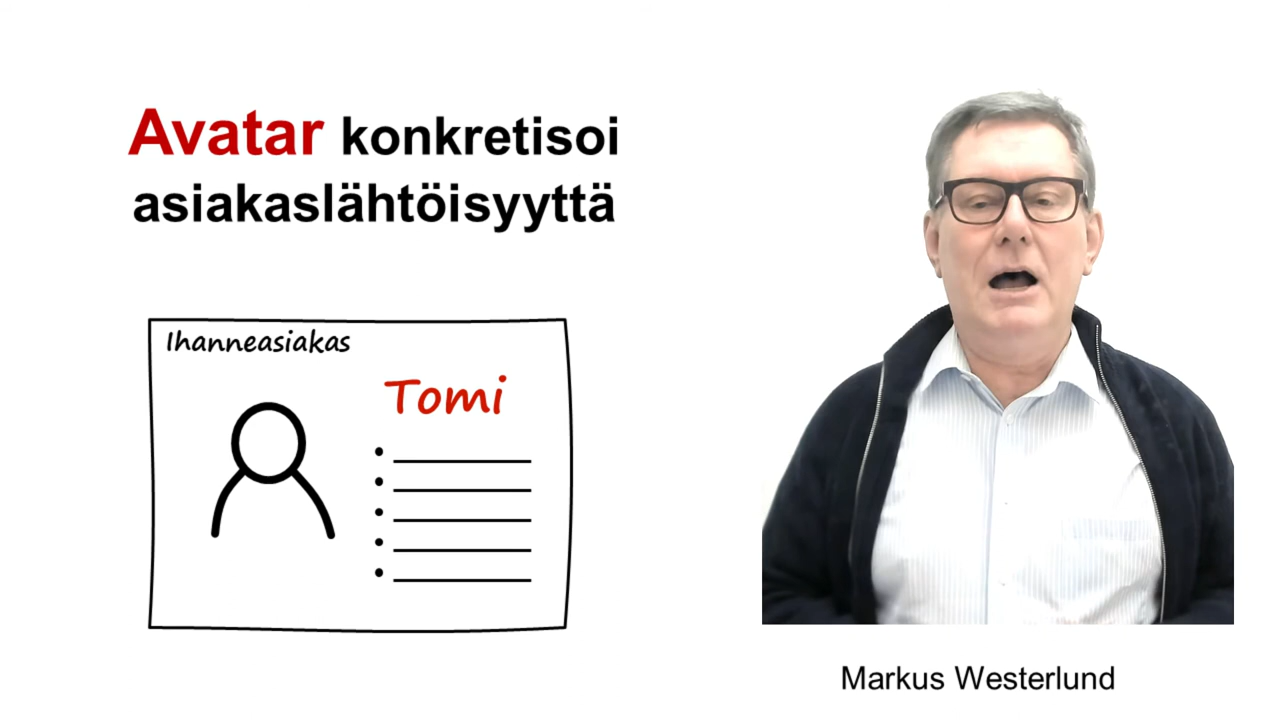 Avatar konkretisoi
asiakaslähtöisyyttä
Ihanneasiakas
Tomi
Markus Westerlund